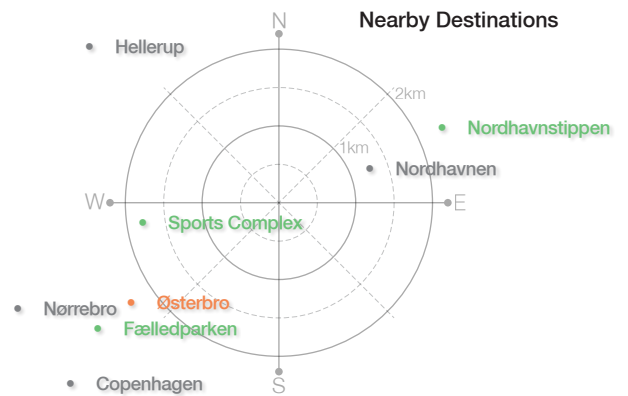 Nearby Destinations
N
Hellerup
2km
Nordhavnstippen
1km
Nordhavnen
W
E
Sports Complex
Østerbro
Nørrebro
Fælledparken
Copenhagen
S